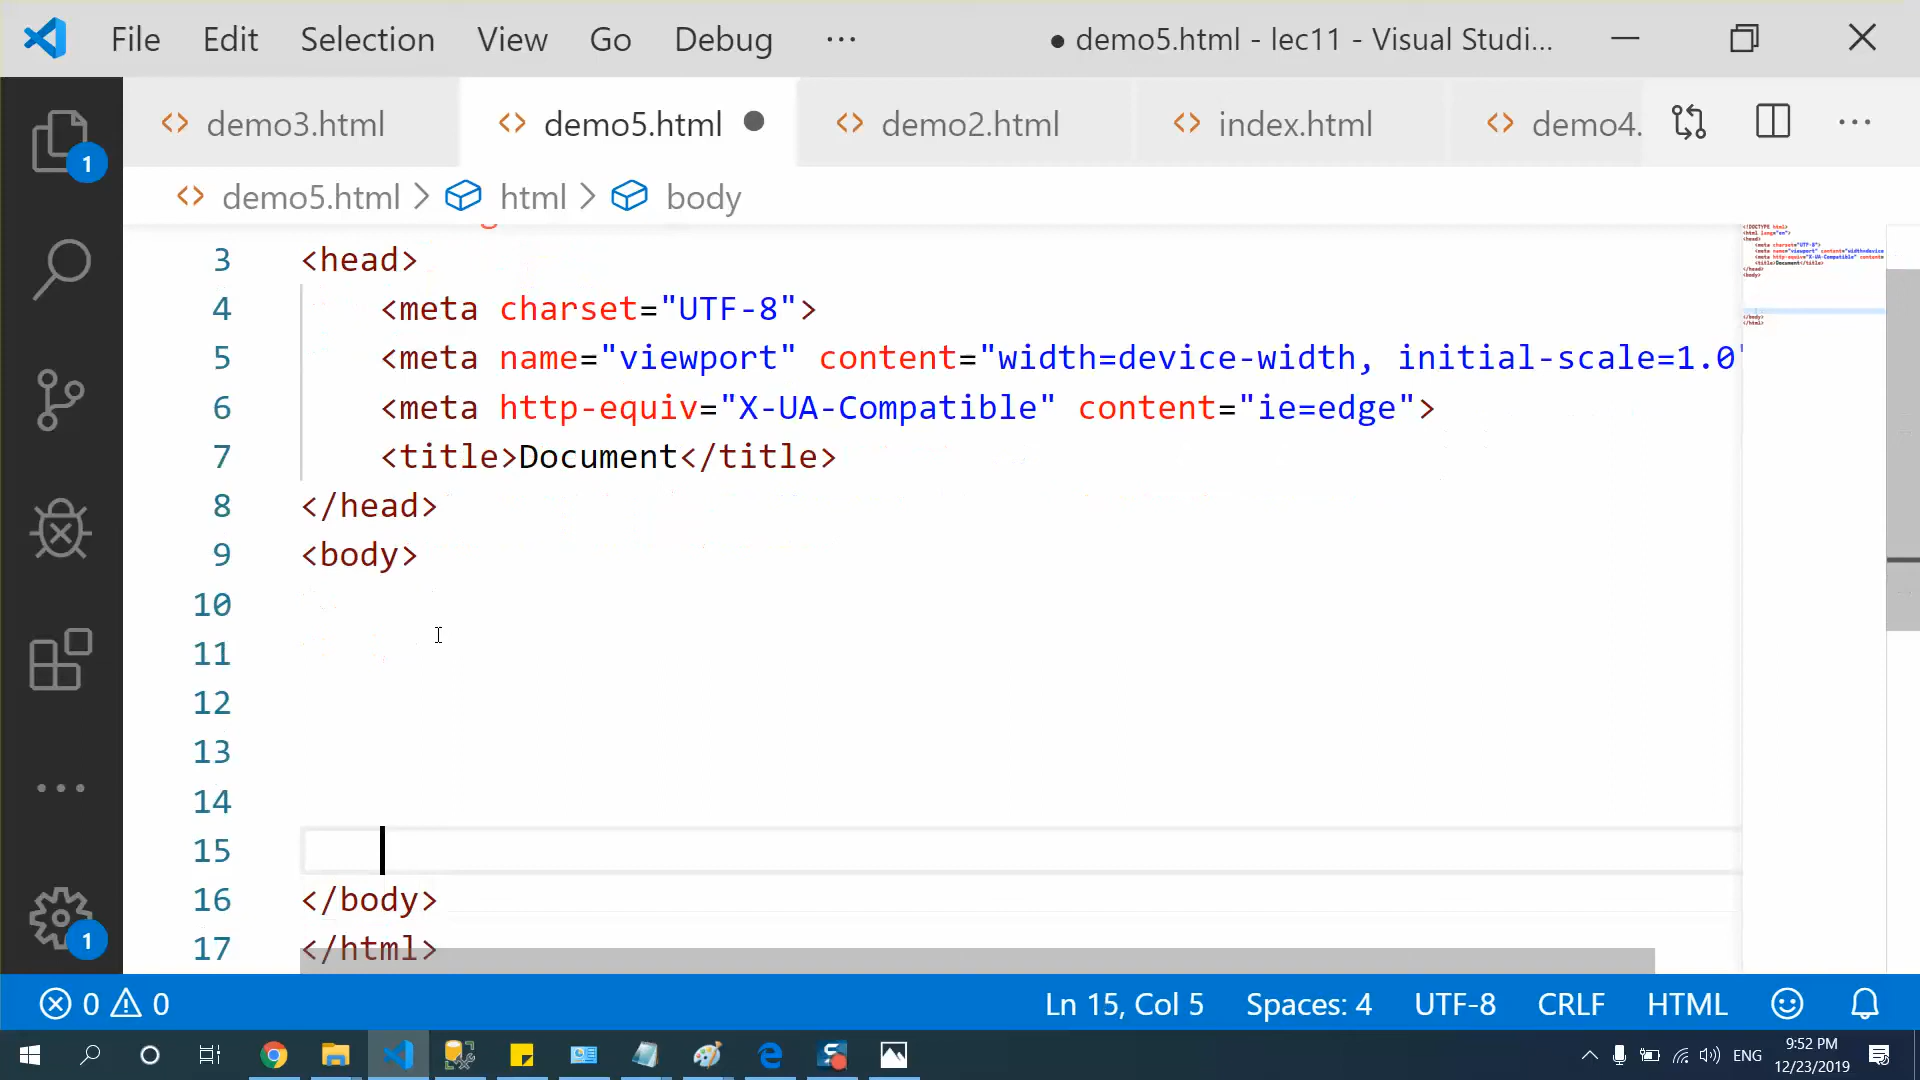 File Edit Selection View Go Debug ··· ● demo5.html - lec11 - Visual Studi...
demo3.html demo5.html ● demo2.html index.html demo4.
demo5.html > html > body
3 <head>
4 <meta charset="UTF-8">
5 <meta name="viewport" content="width=device-width, initial-scale=1.0"
6 <meta http-equiv="X-UA-Compatible" content="ie=edge">
7 <title>Document</title>
8 </head>
9 <body>
10
11
12
13
14
15
16 </body>
17 </html>
1
1
0 0 Ln 15, Col 5 Spaces: 4 UTF-8 CRLF HTML
ENG 9:52 PM
12/23/2019